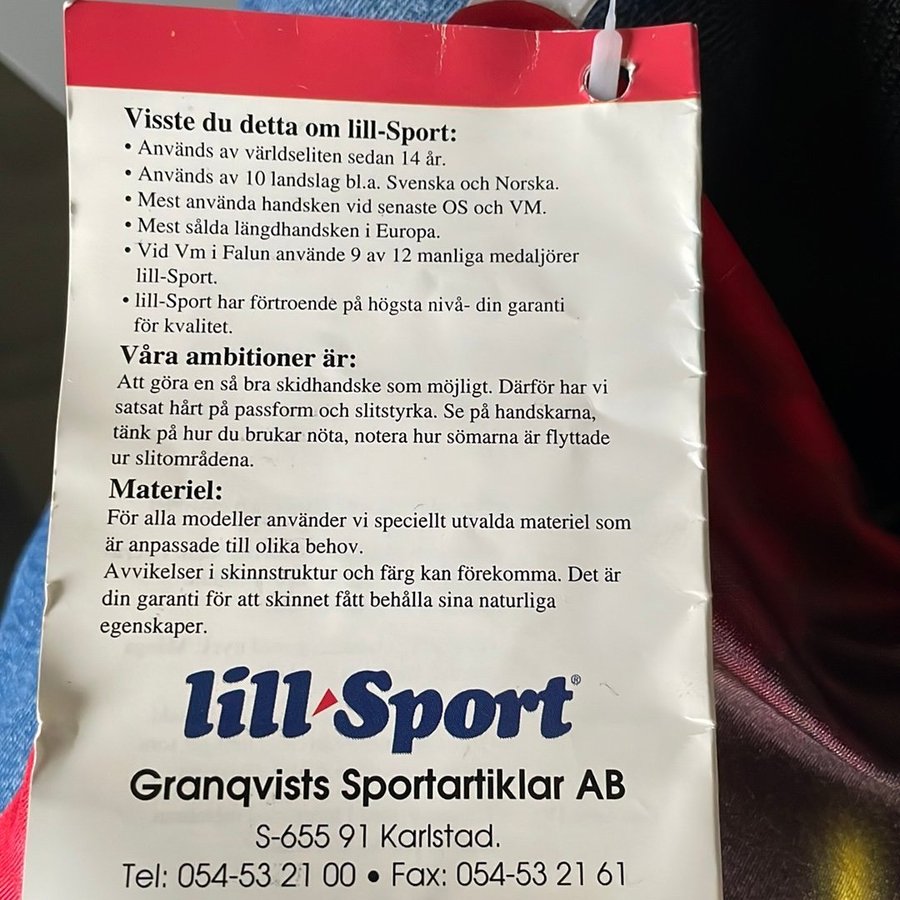 Visste du detta om lill-Sport:
• Används av världseliten sedan 14 år.
• Används av 10 landslag bl.a. Svenska och Norska.
• Mest använda handsken vid senaste OS och VM.
• Mest sålda längdhandsken i Europa.
• Vid Vm i Falun använde 9 av 12 manliga medaljörer
lill-Sport.
• lill-Sport har förtroende på högsta nivå- din garanti
för kvalitet.
Våra ambitioner är:
Att göra en så bra skidhandske som möjligt. Därför har vi
satsat hårt på passform och slitstyrka. Se på handskarna,
tänk på hur du brukar nöta, notera hur sömarna är flyttade
ur slitområdena.
Materiel:
För alla modeller använder vi speciellt utvalda materiel som
är anpassade till olika behov.
Avvikelser i skinnstruktur och färg kan förekomma. Det är
din garanti för att skinnet fått behålla sina naturliga
egenskaper.
lill Sport®
Granqvists Sportartiklar AB
S-655 91 Karlstad.
Tel: 054-53 21 00 • Fax: 054-53 21 61